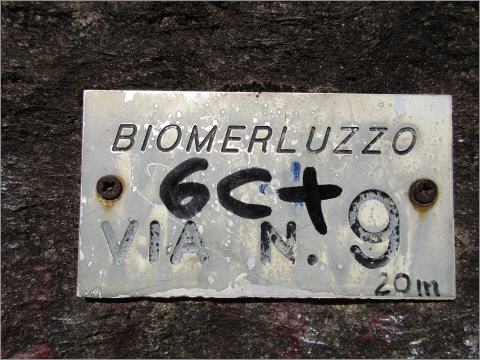 BIOMERLUZZO
6C+
VIA N. 9
20m